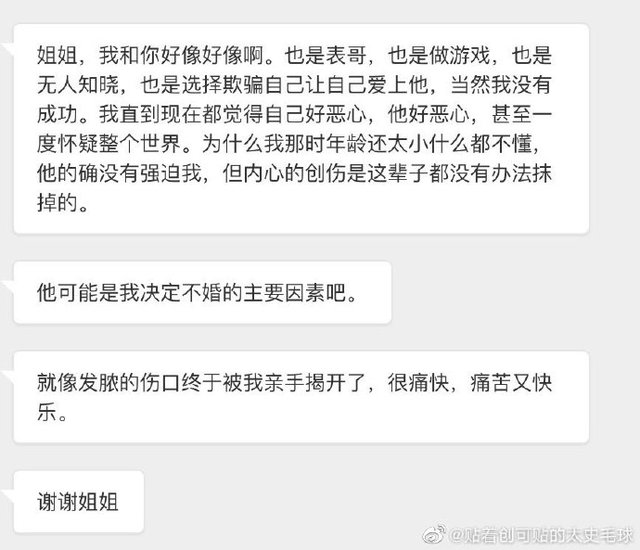 姐姐，我和你好像好像啊。也是表哥，也是做游戏，也是
无人知晓，也是选择欺骗自己让自己爱上他，当然我没有
成功。我直到现在都觉得自己好恶心，他好恶心，甚至一
度怀疑整个世界。为什么我那时年龄还太小什么都不懂，
他的确没有强迫我，但内心的创伤是这辈子都没有办法抹
掉的。
他可能是我决定不婚的主要因素吧。
就像发脓的伤口终于被我亲手揭开了，很痛快，痛苦又快
乐。
谢谢姐姐
@贴着创可贴的太史毛球